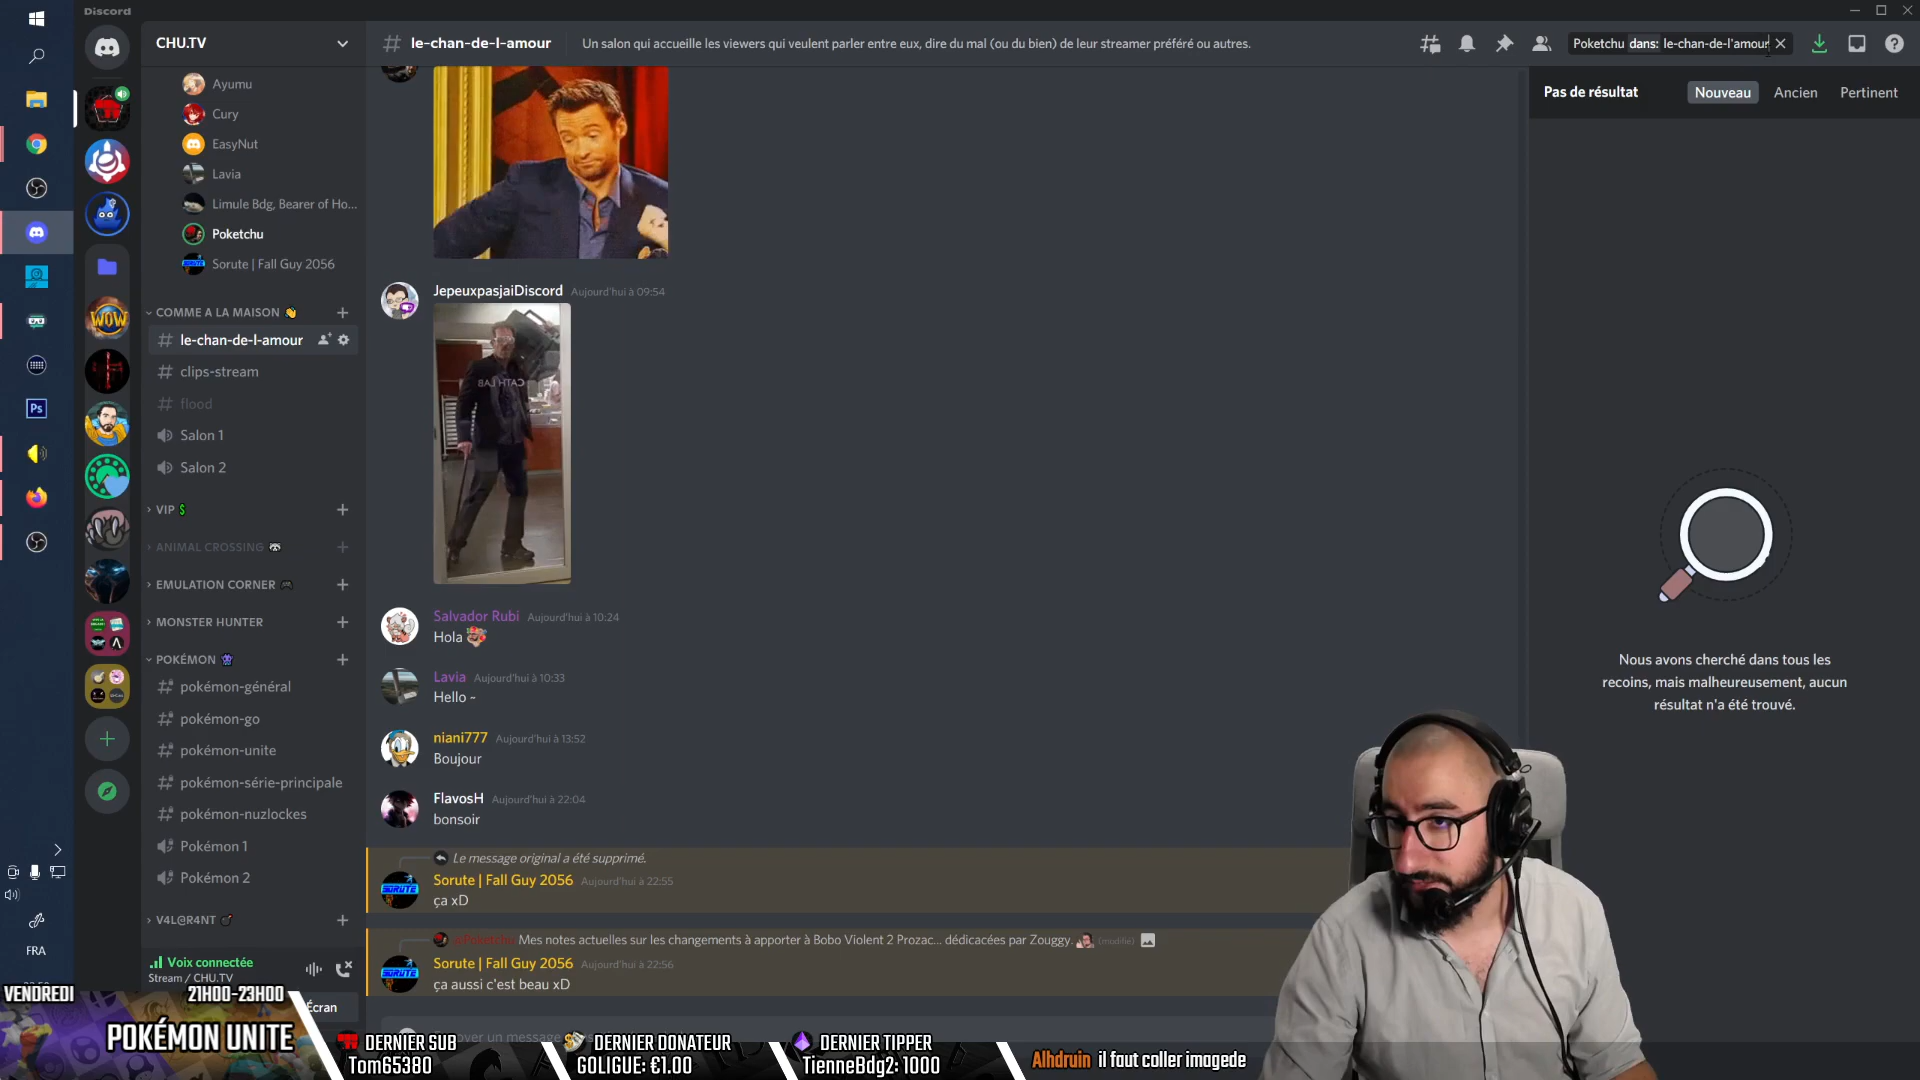 Discord
CHU.TV
le-chan-de-l-amour
Un salon qui accueille les viewers qui veulent parler entre eux, dire du mal (ou du bien) de leur streamer préféré ou autres.
Poketchu dans: le-chan-de-l'amour
Pas de résultat
Nouveau
Ancien
Pertinent
Ayumu
Cury
EasyNut
Lavia
Limule Bdg, Bearer of Ho...
Poketchu
Sorute | Fall Guy 2056
COMME A LA MAISON
le-chan-de-l-amour
clips-stream
flood
Salon 1
Salon 2
VIP
ANIMAL CROSSING
EMULATION CORNER
MONSTER HUNTER
POKÉMON
pokémon-général
pokémon-go
pokémon-unite
pokémon-série-principale
pokémon-nuzlockes
Pokémon 1
Pokémon 2
V4L@R4NT
Voix connectée
Stream / CHU.TV
Écran
WOW
Ps
FRA
JepeuxpasjaiDiscord Aujourd'hui à 09:54
CATH LAB
Salvador Rubi Aujourd'hui à 10:24
Hola
Lavia Aujourd'hui à 10:33
Hello ~
niani777 Aujourd'hui à 13:52
Boujour
FlavosH Aujourd'hui à 22:04
bonsoir
Le message original a été supprimé.
Sorute | Fall Guy 2056 Aujourd'hui à 22:55
ça xD
@Poketchu Mes notes actuelles sur les changements à apporter à Bobo Violent 2 Prozac... dédicacées par Zouggy. (modifié)
Sorute | Fall Guy 2056 Aujourd'hui à 22:56
ça aussi c'est beau xD
SORUTE
Nous avons cherché dans tous les
recoins, mais malheureusement, aucun
résultat n'a été trouvé.
VENDREDI
21H00-23H00
POKÉMON UNITE
DERNIER SUB
Tom65380
DERNIER DONATEUR
GOLIGUE: €1.00
DERNIER TIPPER
TienneBdg2: 1000
Alhdruin il faut coller imagede